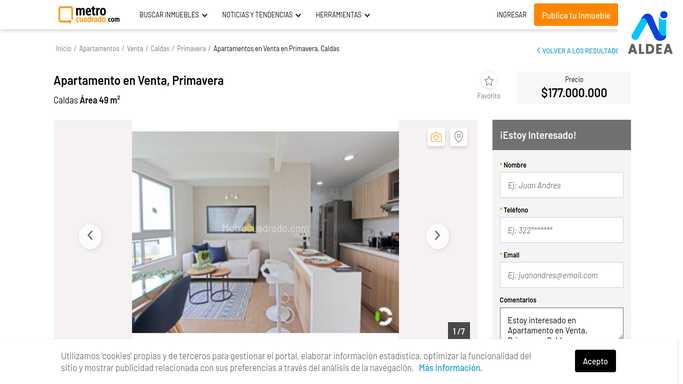 metro
cuadrado.com
BUSCAR INMUEBLES
NOTICIAS Y TENDENCIAS
HERRAMIENTAS
INGRESAR
Publica tu Inmueble
ALDEA
Inicio / Apartamentos / Venta / Caldas / Primavera / Apartamentos en Venta en Primavera, Caldas
VOLVER A LOS RESULTADO
Apartamento en Venta, Primavera
Caldas Área 49 m²
Favorito
Precio
$177.000.000
¡Estoy Interesado!
* Nombre
Ej: Juan Andres
* Teléfono
Ej: 322*******
* Email
Ej: juanandres@email.com
Comentarios
Estoy interesado en
Apartamento en Venta,
Metrocuadrado.com
1 / 7
Utilizamos 'cookies' propias y de terceros para gestionar el portal, elaborar información estadística, optimizar la funcionalidad del
sitio y mostrar publicidad relacionada con sus preferencias a través del análisis de la navegación. Más Información.
Acepto